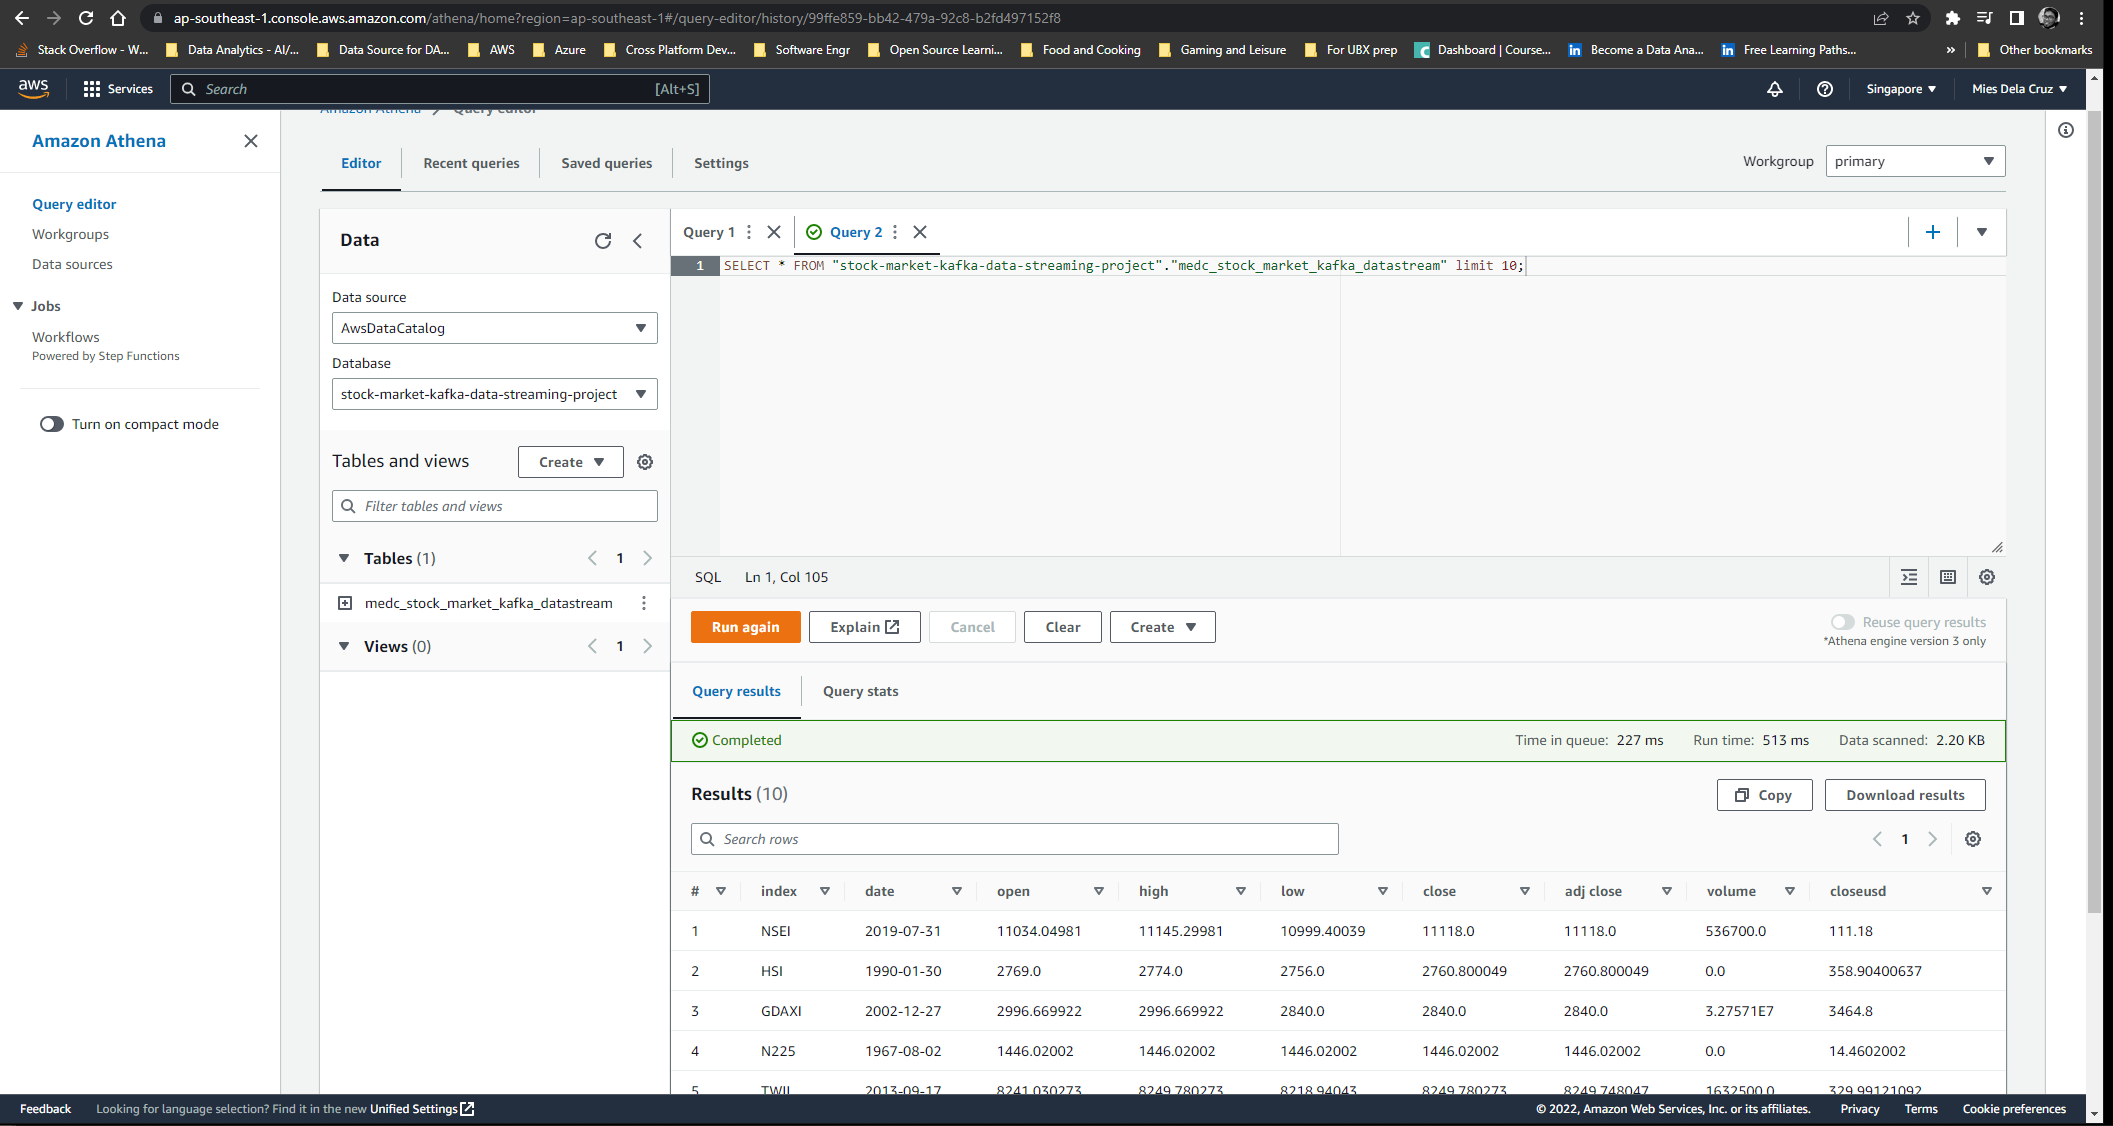 ap-southeast-1.console.aws.amazon.com/athena/home?region=ap-southeast-1#/query-editor/history/99ffe859-bb42-479a-92c8-b2fd497152f8
Stack Overflow - W... Data Analytics - AI/... Data Source for DA... AWS Azure Cross Platform Dev... Software Engr Open Source Learni... Food and Cooking Gaming and Leisure For UBX prep Dashboard | Course... Become a Data Ana... Free Learning Paths... » Other bookmarks
aws Services Search [Alt+S] Singapore Mies Dela Cruz
Amazon Athena Query editor
Amazon Athena
Query editor
Workgroups
Data sources
Jobs
Workflows
Powered by Step Functions
Turn on compact mode
Editor Recent queries Saved queries Settings
Workgroup primary
Data
Data source
AwsDataCatalog
Database
stock-market-kafka-data-streaming-project
Tables and views Create
Filter tables and views
Tables (1) 1
medc_stock_market_kafka_datastream
Views (0) 1
Query 1 Query 2
1 SELECT * FROM "stock-market-kafka-data-streaming-project"."medc_stock_market_kafka_datastream" limit 10;
SQL Ln 1, Col 105
Run again Explain Cancel Clear Create
Reuse query results
*Athena engine version 3 only
Query results Query stats
Completed Time in queue: 227 ms Run time: 513 ms Data scanned: 2.20 KB
Results (10) Copy Download results
Search rows 1
# index date open high low close adj close volume closeusd
1 NSEI 2019-07-31 11034.04981 11145.29981 10999.40039 11118.0 11118.0 536700.0 111.18
2 HSI 1990-01-30 2769.0 2774.0 2756.0 2760.800049 2760.800049 0.0 358.90400637
3 GDAXI 2002-12-27 2996.669922 2996.669922 2840.0 2840.0 2840.0 3.27571E7 3464.8
4 N225 1967-08-02 1446.02002 1446.02002 1446.02002 1446.02002 1446.02002 0.0 14.4602002
5 TWII 2013-09-17 8241.030273 8249.780273 8218.94043 8249.780273 8249.748047 1632500.0 329.99121092
Feedback Looking for language selection? Find it in the new Unified Settings © 2022, Amazon Web Services, Inc. or its affiliates. Privacy Terms Cookie preferences